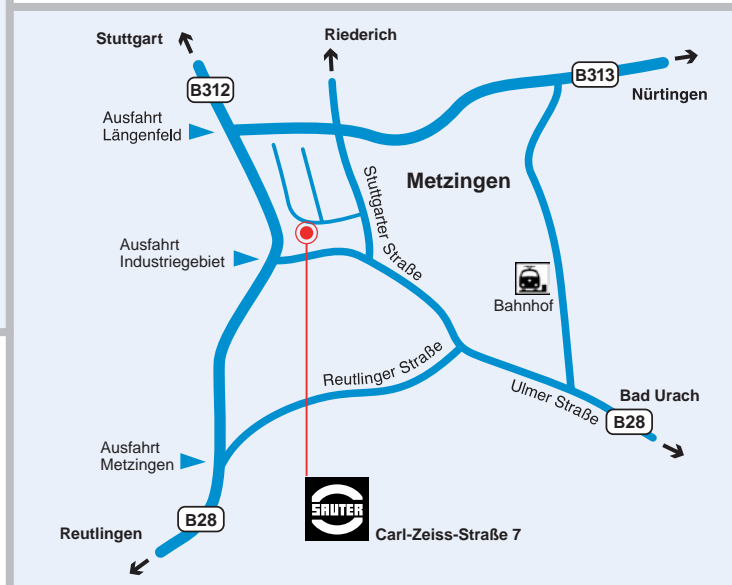 Stuttgart
Riederich
B312
B313
Nürtingen
Ausfahrt
Längenfeld
Metzingen
Stuttgarter Straße
Ausfahrt
Industriegebiet
Bahnhof
Reutlinger Straße
Ulmer Straße
Bad Urach
B28
Ausfahrt
Metzingen
SAUTER
B28
Reutlingen
Carl-Zeiss-Straße 7